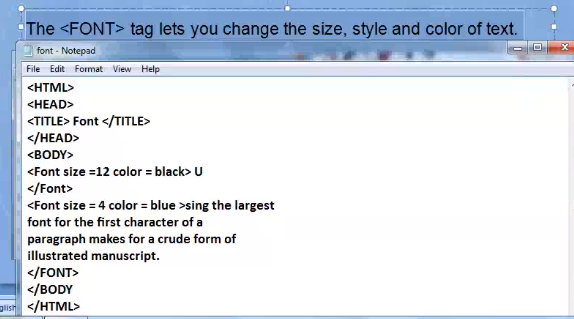 The <FONT> tag lets you change the size, style and color of text.
font - Notepad
File Edit Format View Help
<HTML>
<HEAD>
<TITLE> Font </TITLE>
</HEAD>
<BODY>
<Font size =12 color = black> U
</Font>
<Font size = 4 color = blue >sing the largest
font for the first character of a
paragraph makes for a crude form of
illustrated manuscript.
</FONT>
</BODY
</HTML>
glish